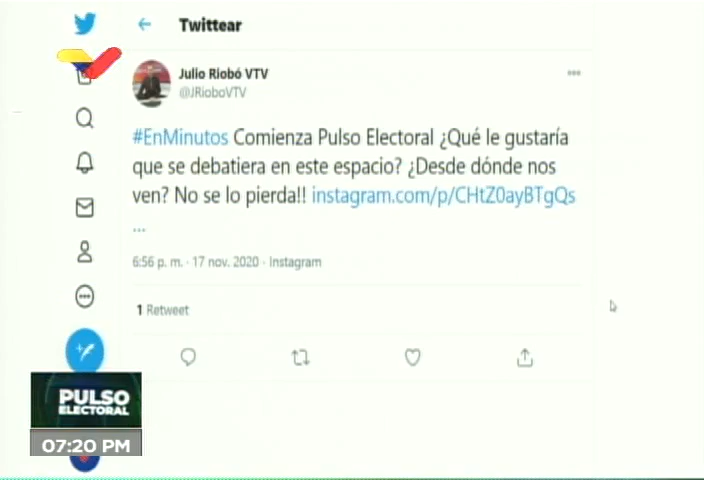 Twittear
Julio Riobó VTV
@JRioboVTV
#EnMinutos Comienza Pulso Electoral ¿Qué le gustaría
que se debatiera en este espacio? ¿Desde dónde nos
ven? No se lo pierda!! instagram.com/p/CHtZ0ayBTgQs
...
6:56 p. m. · 17 nov. 2020 · Instagram
1 Retweet
PULSO
ELECTORAL
07:20 PM